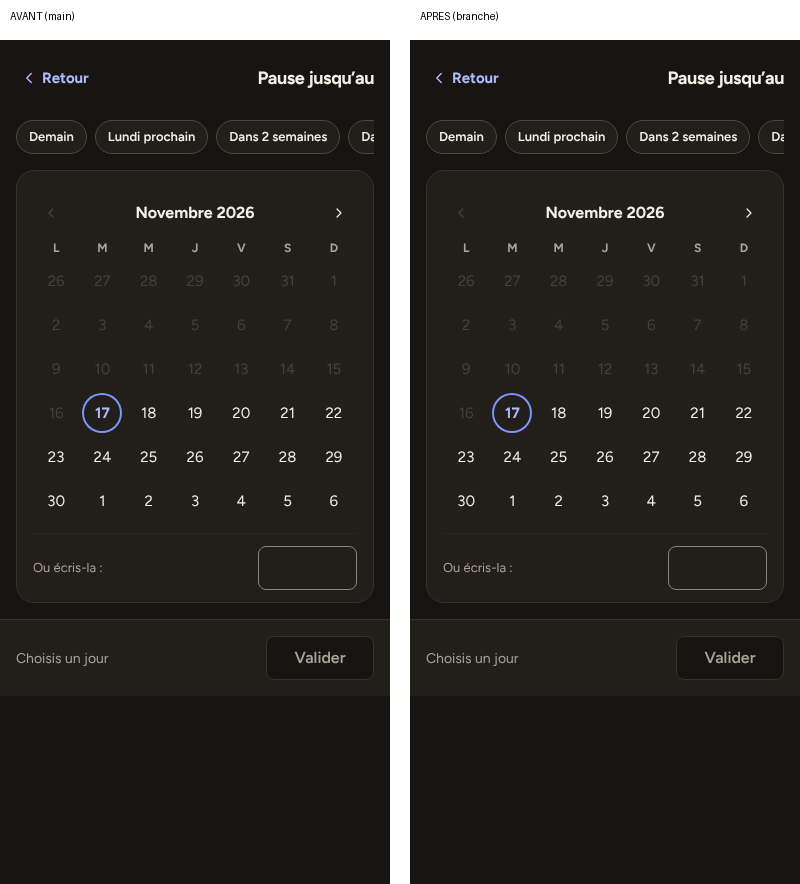 AVANT (main)
Retour Pause jusqu’au
Demain Lundi prochain Dans 2 semaines Da
Novembre 2026
L M M J V S D
26 27 28 29 30 31 1
2 3 4 5 6 7 8
9 10 11 12 13 14 15
16 17 18 19 20 21 22
23 24 25 26 27 28 29
30 1 2 3 4 5 6
Ou écris-la :
Choisis un jour Valider
APRES (branche)
Retour Pause jusqu’au
Demain Lundi prochain Dans 2 semaines Da
Novembre 2026
L M M J V S D
26 27 28 29 30 31 1
2 3 4 5 6 7 8
9 10 11 12 13 14 15
16 17 18 19 20 21 22
23 24 25 26 27 28 29
30 1 2 3 4 5 6
Ou écris-la :
Choisis un jour Valider